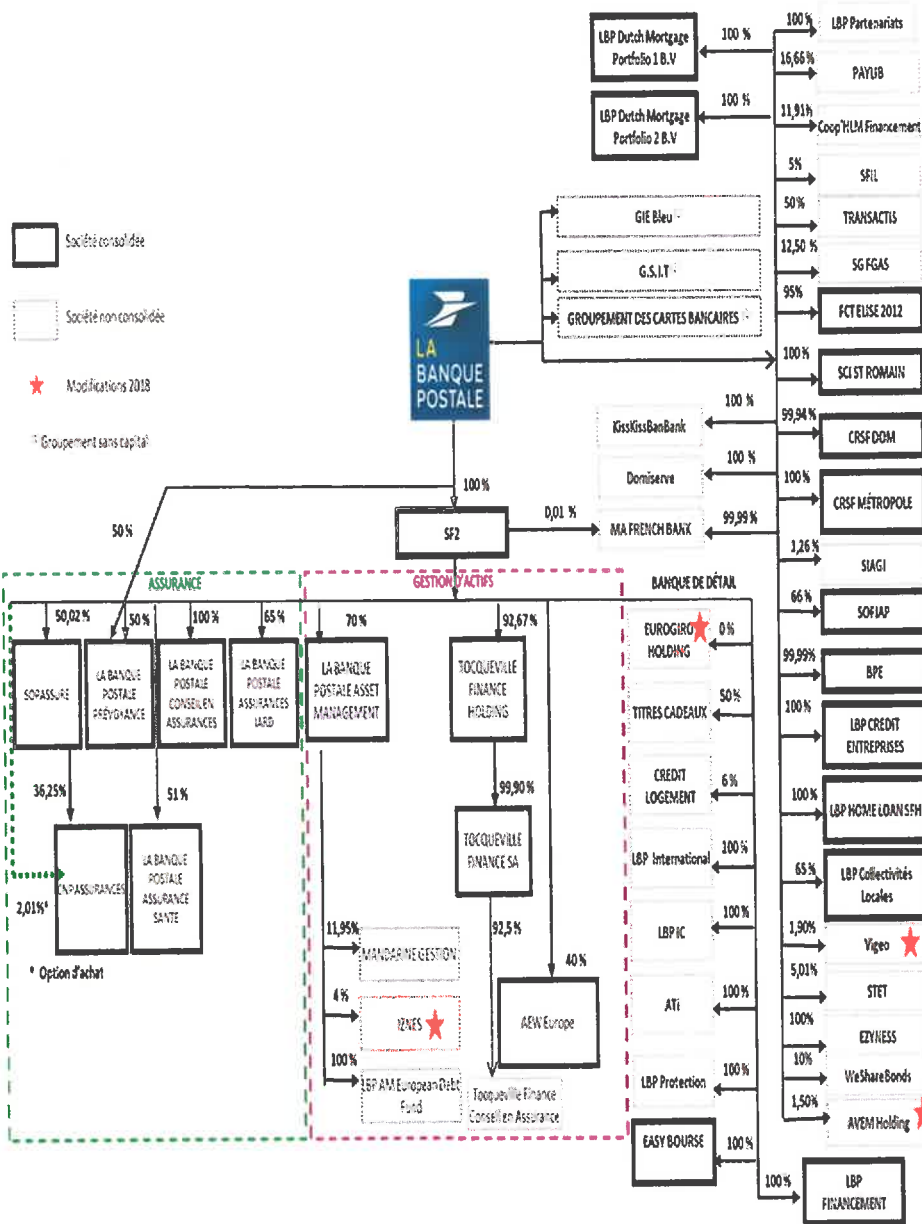 LBP Dutch Mortgage
Portfolio 1 B.V
100 %
LBP Dutch Mortgage
Portfolio 2 B.V
100 %
100 %
LBP Partenariats
16,66 %
PAYLIB
11,91%
Coop'HLM Financement
5%
SFIL
50 %
TRANSACTIS
12,50 %
SGFGAS
95%
FCT ELISE 2012
100 %
SCI ST ROMAIN
99,94%
CRSF DOM
100 %
CRSF MÉTROPOLE
1,26 %
SIAGI
66 %
SOFIAP
99,99%
BPE
100 %
LBP CREDIT
ENTREPRISES
100 %
LBP HOME LOAN SFH
65 %
LBP Collectivités
Locales
1,90%
Vigeo
5,01%
STET
100%
EZYNESS
10%
WeShareBonds
1,50%
AVEM Holding
100 %
LBP
FINANCEMENT
Société consolidée
Société non consolidée
Modifications 2018
Groupement sans capital
GIE Bleu
G.S.I.T
GROUPEMENT DES CARTES BANCAIRES
LA
BANQUE
POSTALE
KissKissBanBank
100 %
Domiserve
100 %
MA FRENCH BANK
99,99 %
100 %
50 %
SF2
0,01 %
ASSURANCE
50,02%
SOPASSURE
50 %
LA BANQUE
POSTALE
PRÉVOYANCE
100 %
LA BANQUE
POSTALE
CONSEIL EN
ASSURANCES
65 %
LA BANQUE
POSTALE
ASSURANCES
IARD
36,25%
CNP ASSURANCES
2,01%*
51 %
LA BANQUE
POSTALE
ASSURANCE
SANTE
* Option d'achat
GESTION D'ACTIFS
70 %
LA BANQUE
POSTALE ASSET
MANAGEMENT
92,67%
TOCQUEVILLE
FINANCE
HOLDING
99,90 %
TOCQUEVILLE
FINANCE SA
92,5%
Tocqueville Finance
Conseil en Assurance
11,95%
MANDARINE GESTION
4 %
IZNES
100 %
LBP AM European Debt
Fund
40 %
AEW Europe
BANQUE DE DÉTAIL
EUROGIRO
HOLDING
0 %
TITRES CADEAUX
50 %
CREDIT
LOGEMENT
6 %
LBP International
100 %
LBP IC
100 %
ATI
100 %
LBP Protection
100 %
EASY BOURSE
100 %